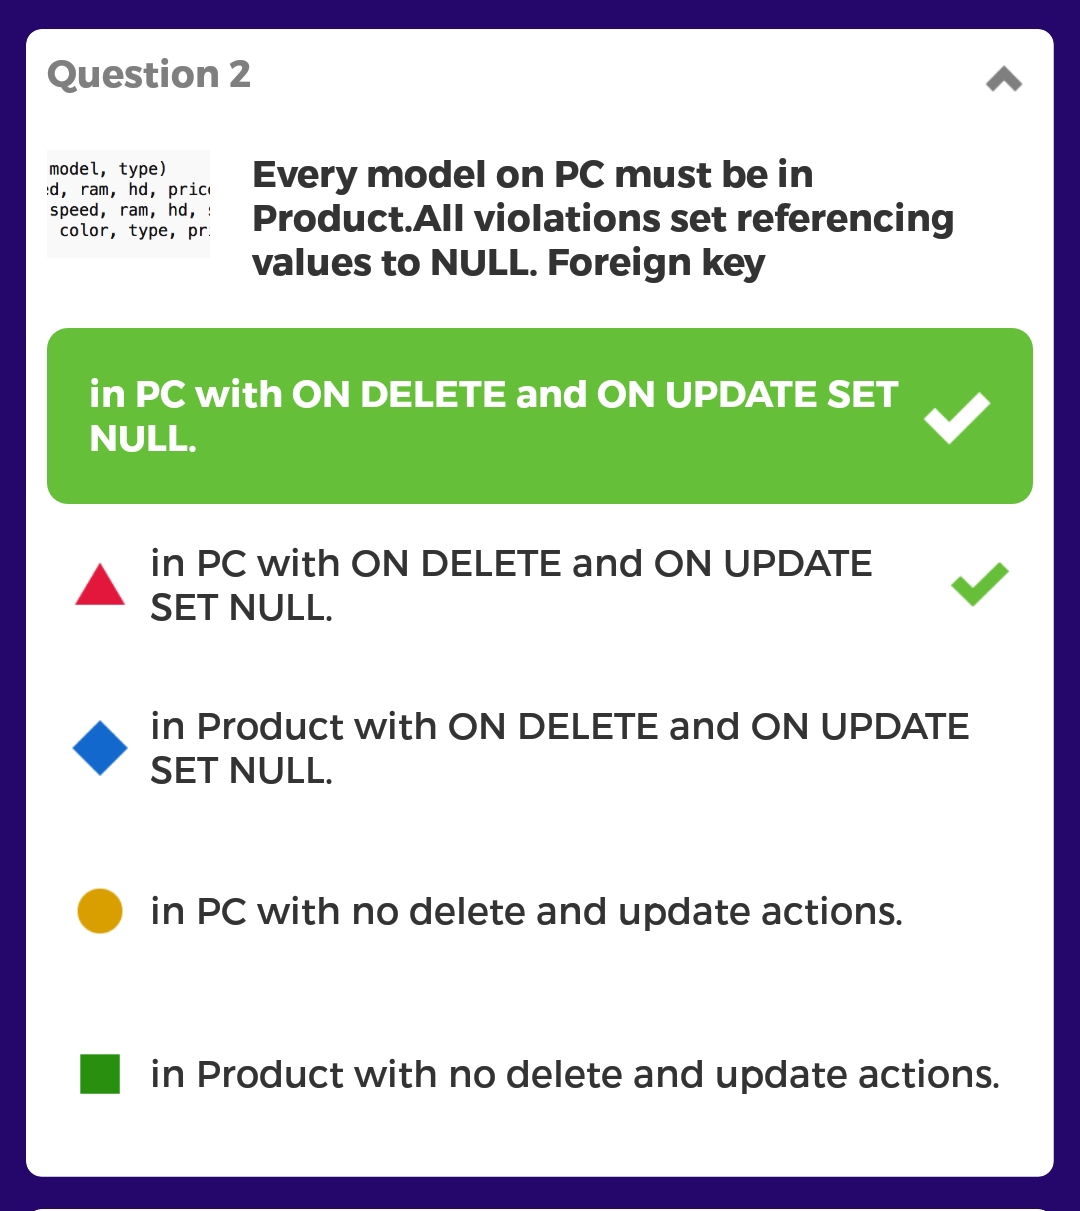 Question 2
model, type)
d, ram, hd, pric
speed, ram, hd,
color, type, pr
Every model on PC must be in
Product.All violations set referencing
values to NULL. Foreign key
in PC with ON DELETE and ON UPDATE SET
NULL.
in PC with ON DELETE and ON UPDATE
SET NULL.
in Product with ON DELETE and ON UPDATE
SET NULL.
in PC with no delete and update actions.
in Product with no delete and update actions.